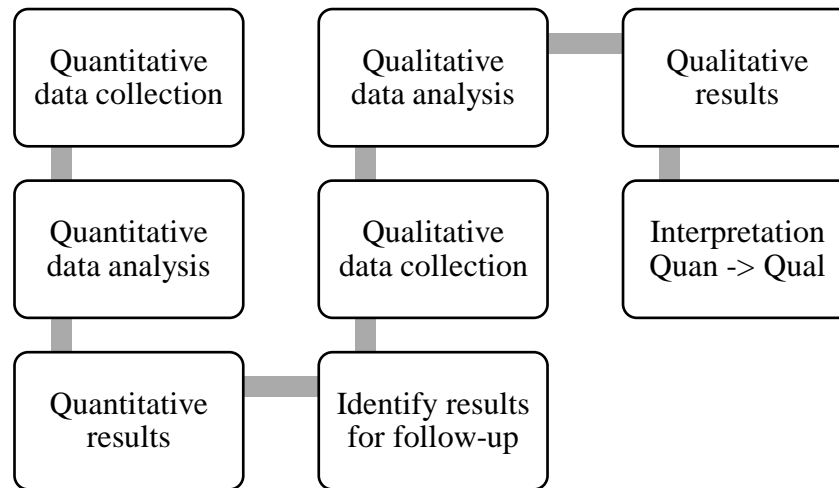 Quantitative
data collection
Quantitative
data analysis
Quantitative
results
Identify results
for follow-up
Qualitative
data collection
Qualitative
data analysis
Qualitative
results
Interpretation
Quan -> Qual